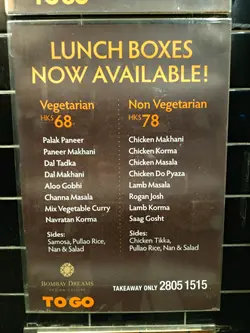 TO GO
LUNCH BOXES
NOW AVAILABLE!
Vegetarian
HK$ 68.-
Palak Paneer
Paneer Makhani
Dal Tadka
Dal Makhani
Aloo Gobhi
Channa Masala
Mix Vegetable Curry
Navratan Korma
Sides:
Samosa, Pullao Rice,
Nan & Salad
Non Vegetarian
HK$ 78
Chicken Makhani
Chicken Korma
Chicken Masala
Chicken Do Pyaza
Lamb Masala
Rogan Josh
Lamb Korma
Saag Gosht
Sides:
Chicken Tikka,
Pullao Rice, Nan & Salad
BOMBAY DREAMS
TO GO
TAKEAWAY ONLY 2805 1515